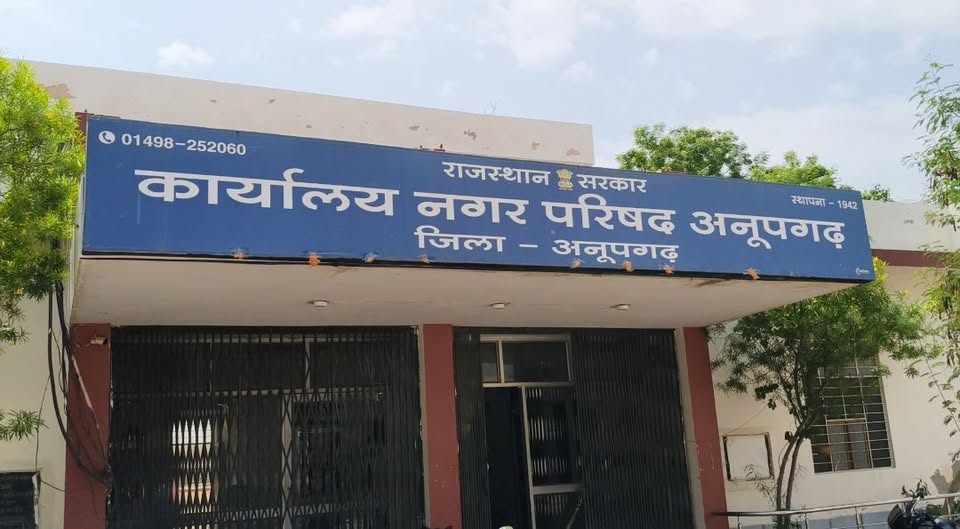 01498-252060
राजस्थान सरकार
स्थापना - 1942
कार्यालय नगर परिषद अनूपगढ़
जिला - अनूपगढ़